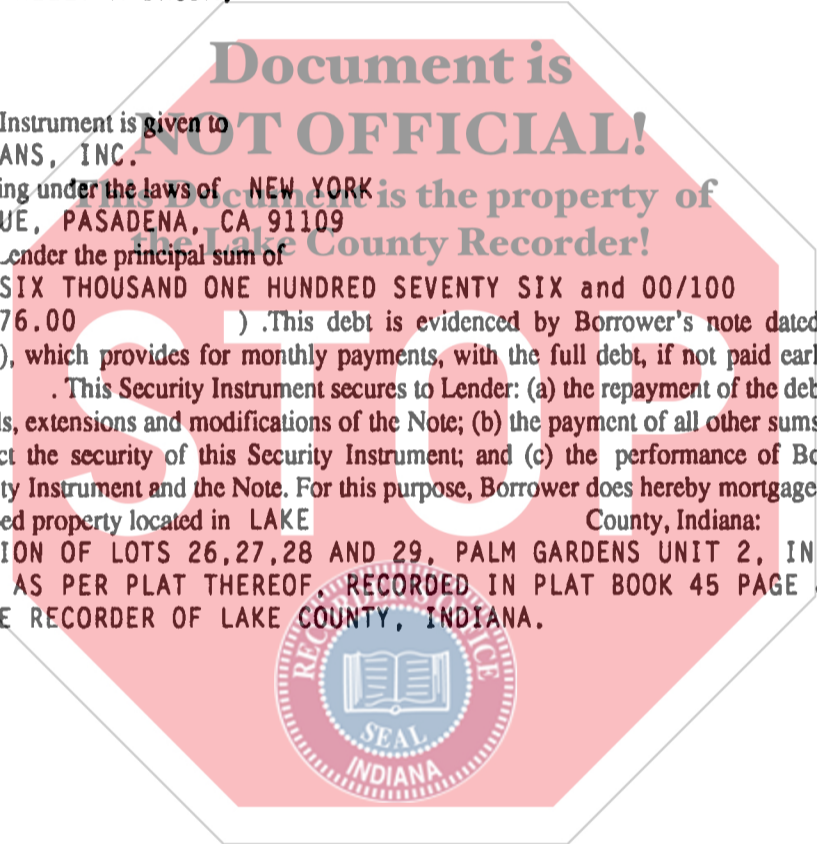 Document is
Instrument is given to
NOT OFFICIAL!
ANS, INC.
ing under the laws of NEW YORK
This Document is the property of
UE, PASADENA, CA 91109
the Lake County Recorder!
ender the principal sum of
SIX THOUSAND ONE HUNDRED SEVENTY SIX and 00/100
76.00 ) .This debt is evidenced by Borrower's note dated
), which provides for monthly payments, with the full debt, if not paid earl
. This Security Instrument secures to Lender: (a) the repayment of the deb
ls, extensions and modifications of the Note; (b) the payment of all other sums
ct the security of this Security Instrument; and (c) the performance of Bo
ty Instrument and the Note. For this purpose, Borrower does hereby mortgage
ed property located in LAKE County, Indiana:
STOP
ION OF LOTS 26,27,28 AND 29, PALM GARDENS UNIT 2, IN
AS PER PLAT THEREOF, RECORDED IN PLAT BOOK 45 PAGE
E RECORDER OF LAKE COUNTY, INDIANA.
RECORDER'S OFFICE
SEAL
INDIANA